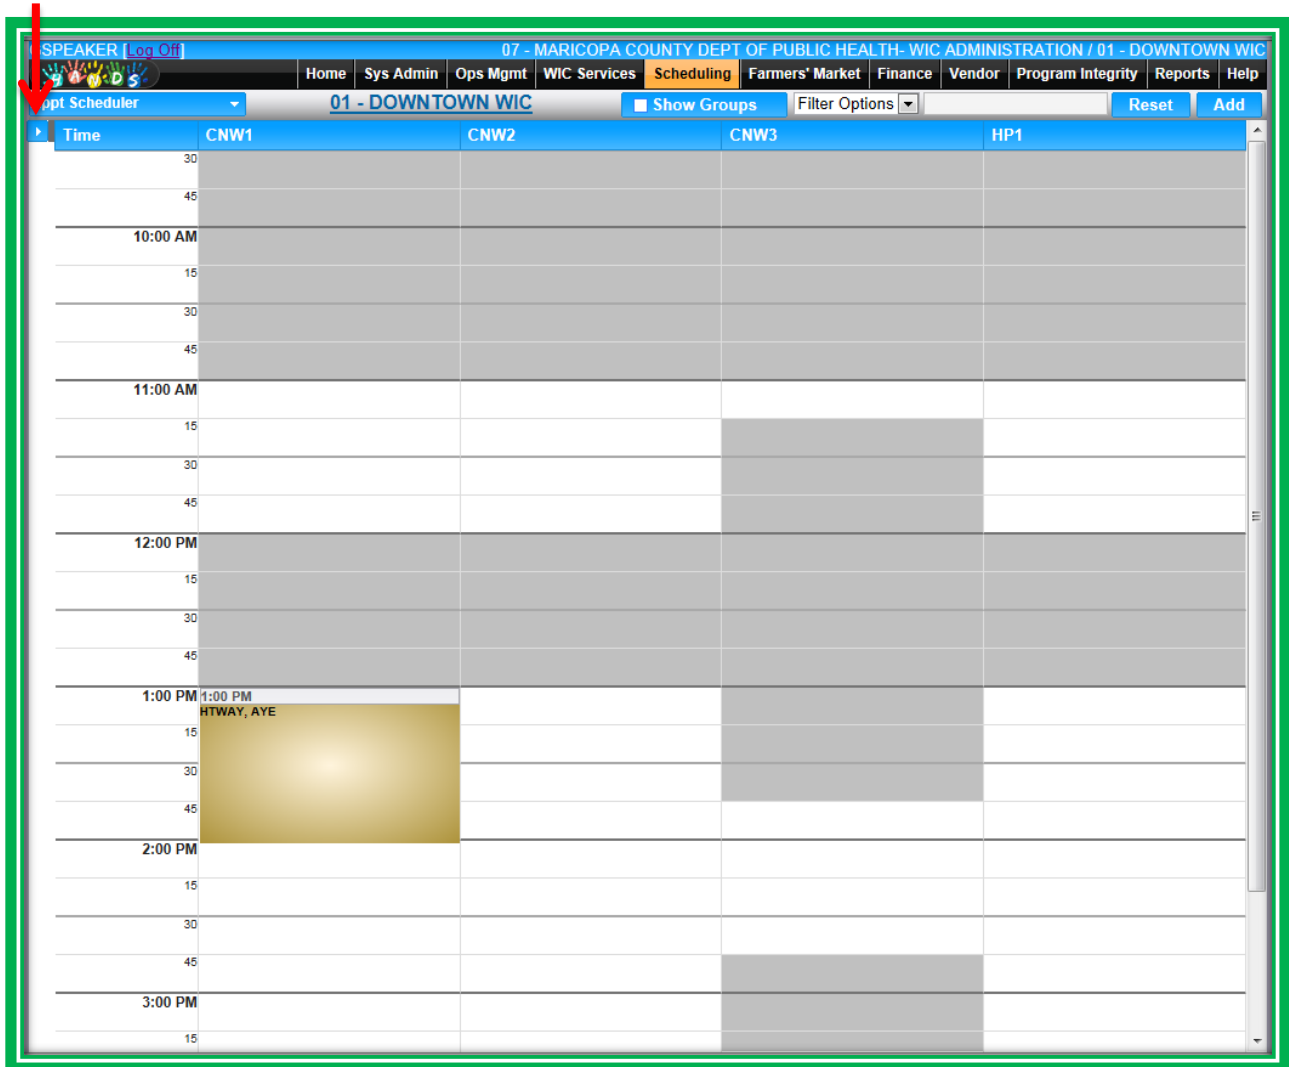 SPEAKER [Log Off] 07 - MARICOPA COUNTY DEPT OF PUBLIC HEALTH- WIC ADMINISTRATION / 01 - DOWNTOWN WIC
HANDS Home Sys Admin Ops Mgmt WIC Services Scheduling Farmers' Market Finance Vendor Program Integrity Reports Help
ppt Scheduler 01 - DOWNTOWN WIC Show Groups Filter Options Reset Add
Time CNW1 CNW2 CNW3 HP1
30
45
10:00 AM
15
30
45
11:00 AM
15
30
45
12:00 PM
15
30
45
1:00 PM 1:00 PM
HTWAY, AYE
15
30
45
2:00 PM
15
30
45
3:00 PM
15